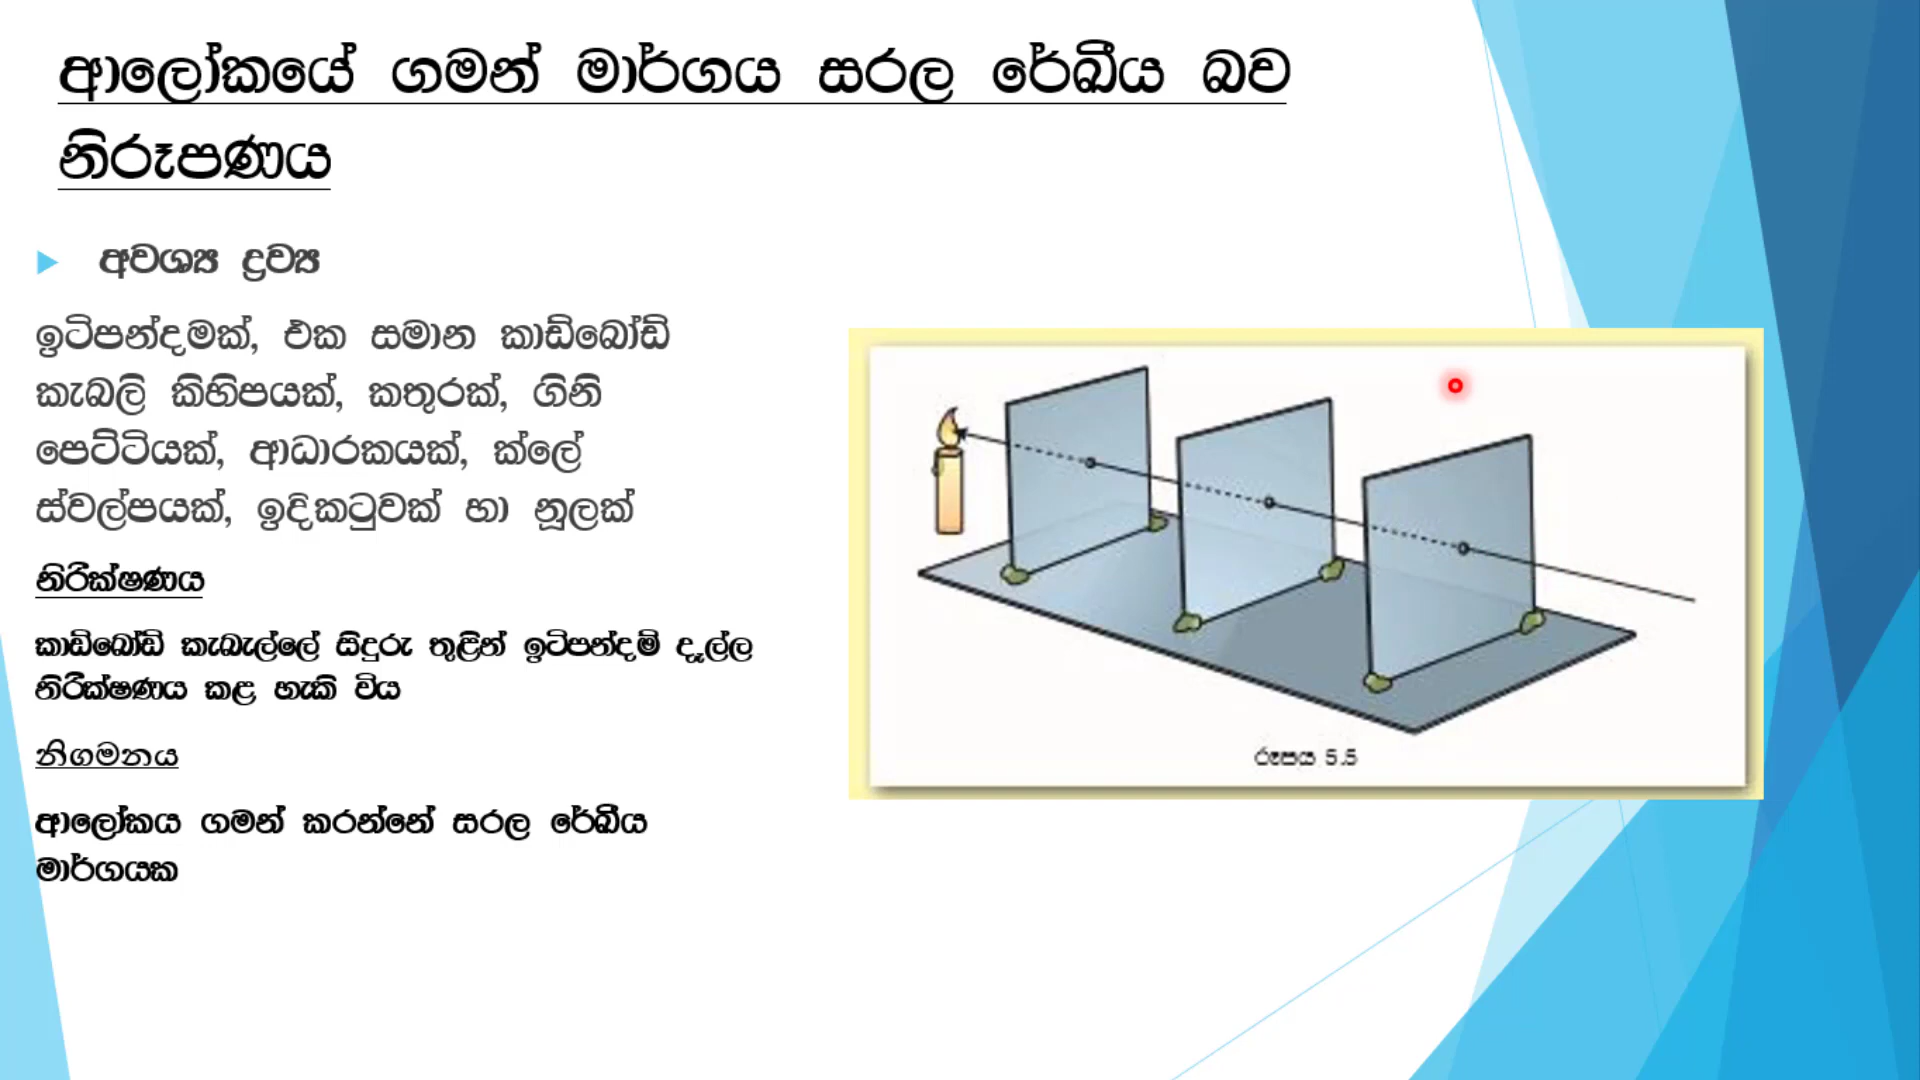 ආලෝකයේ ගමන් මාර්ගය සරල රේඛීය බව
නිරූපණය
අවශ්‍ය ද්‍රව්‍ය
ඉටිපන්දමක්, එක සමාන කාඩ්බෝඩ්
කැබලි කිහිපයක්, කතුරක්, ගිනි
පෙට්ටියක්, ආධාරකයක්, ක්ලේ
ස්වල්පයක්, ඉදිකටුවක් හා නූලක්
නිරීක්ෂණය
කාඩ්බෝඩ් කැබැල්ලේ සිදුරු තුළින් ඉටිපන්දම් දැල්ල
නිරීක්ෂණය කළ හැකි විය
නිගමනය
ආලෝකය ගමන් කරන්නේ සරල රේඛීය
මාර්ගයක
රූපය 5.5